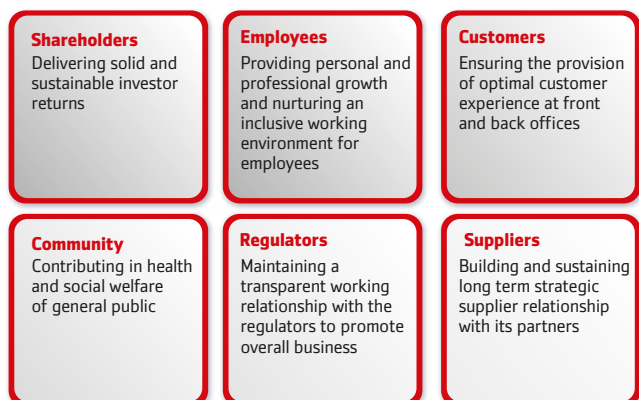 Shareholders
Delivering solid and
sustainable investor
returns
Employees
Providing personal and
professional growth
and nurturing an
inclusive working
environment for
employees
Customers
Ensuring the provision
of optimal customer
experience at front
and back offices
Community
Contributing in health
and social welfare
of general public
Regulators
Maintaining a
transparent working
relationship with the
regulators to promote
overall business
Suppliers
Building and sustaining
long term strategic
supplier relationship
with its partners